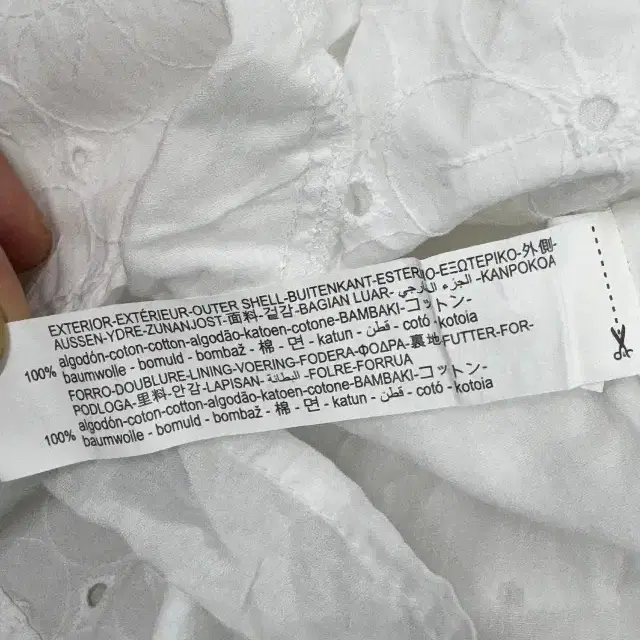 EXTERIOR-EXTÉRIEUR-OUTER SHELL-BUITENKANT-ESTERNO-ΕΞΩΤΕΡΙΚΟ-外側-
AUSSEN-YDRE-ZUNANJOST-面料-겉감-BAGIAN LUAR-الجزء الخارجي-KANPOKOA
100% algodón-coton-cotton-algodão-katoen-cotone-ΒΑΜΒΑΚΙ-コットン-
baumwolle - bomuld - bombaž - 棉 - 면 - katun - قطن - cotó - kotoia
FORRO-DOUBLURE-LINING-VOERING-FODERA-ΦΟΔΡΑ-裏地-FUTTER-FOR-
PODLOGA-里料-안감-LAPISAN-البطانة-FOLRE-FORRUA
100% algodón-coton-cotton-algodão-katoen-cotone-ΒΑΜΒΑΚΙ-コットン-
baumwolle - bomuld - bombaž - 棉 - 면 - katun - قطن - cotó - kotoia